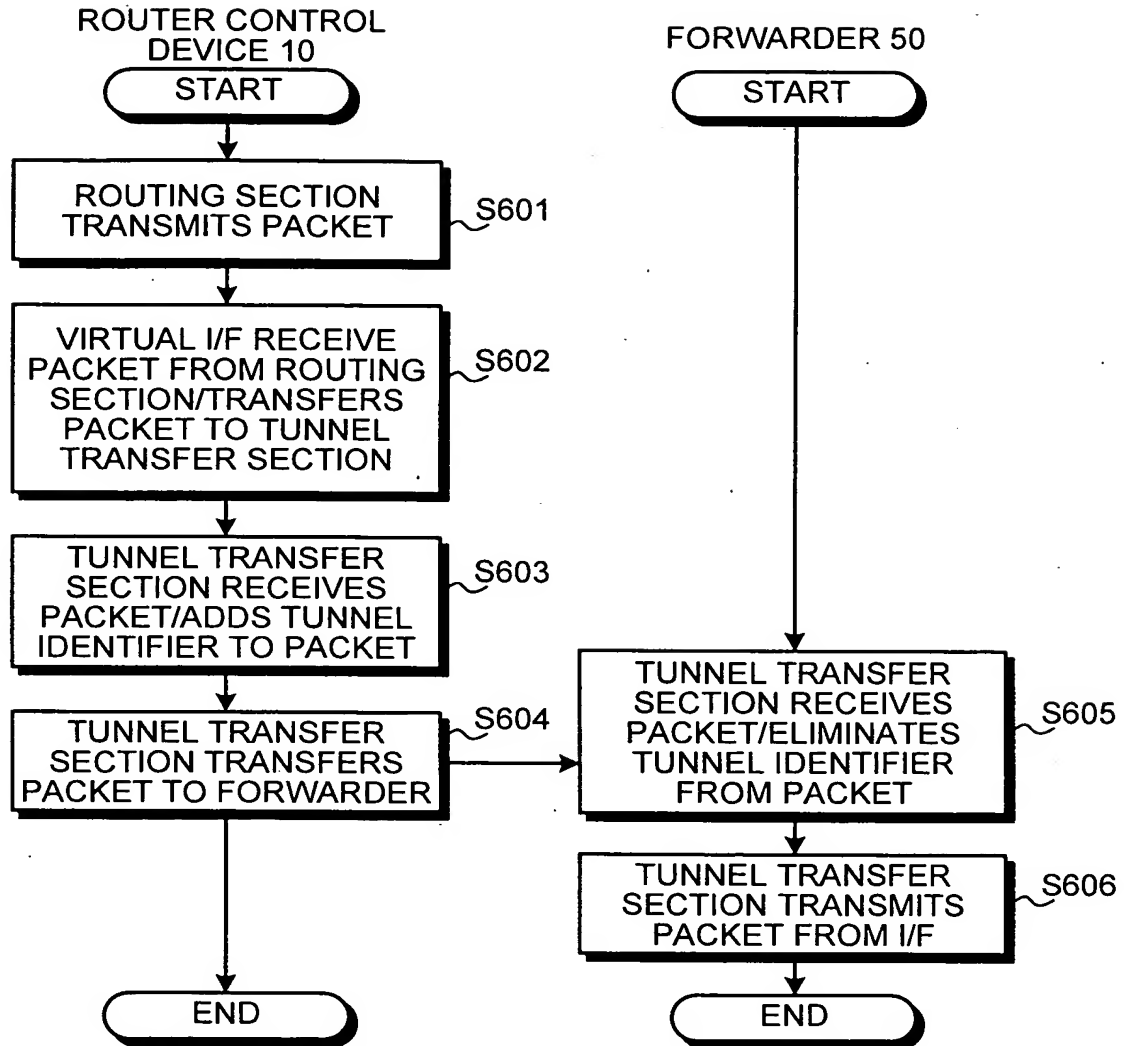 ROUTER CONTROL
DEVICE 10
START
ROUTING SECTION
TRANSMITS PACKET
S601
VIRTUAL I/F RECEIVE
PACKET FROM ROUTING
SECTION/TRANSFERS
PACKET TO TUNNEL
TRANSFER SECTION
S602
TUNNEL TRANSFER
SECTION RECEIVES
PACKET/ADDS TUNNEL
IDENTIFIER TO PACKET
S603
TUNNEL TRANSFER
SECTION TRANSFERS
PACKET TO FORWARDER
S604
END
FORWARDER 50
START
TUNNEL TRANSFER
SECTION RECEIVES
PACKET/ELIMINATES
TUNNEL IDENTIFIER
FROM PACKET
S605
TUNNEL TRANSFER
SECTION TRANSMITS
PACKET FROM I/F
S606
END